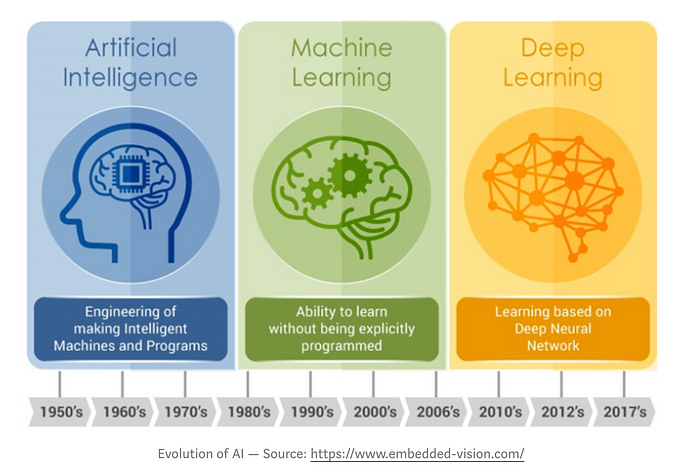 Artificial
Intelligence
Machine
Learning
Deep
Learning
Engineering of
making Intelligent
Machines and Programs
Ability to learn
without being explicitly
programmed
Learning based on
Deep Neural
Network
1950's 1960's 1970's 1980's 1990's 2000's 2006's 2010's 2012's 2017's
Evolution of AI — Source: https://www.embedded-vision.com/